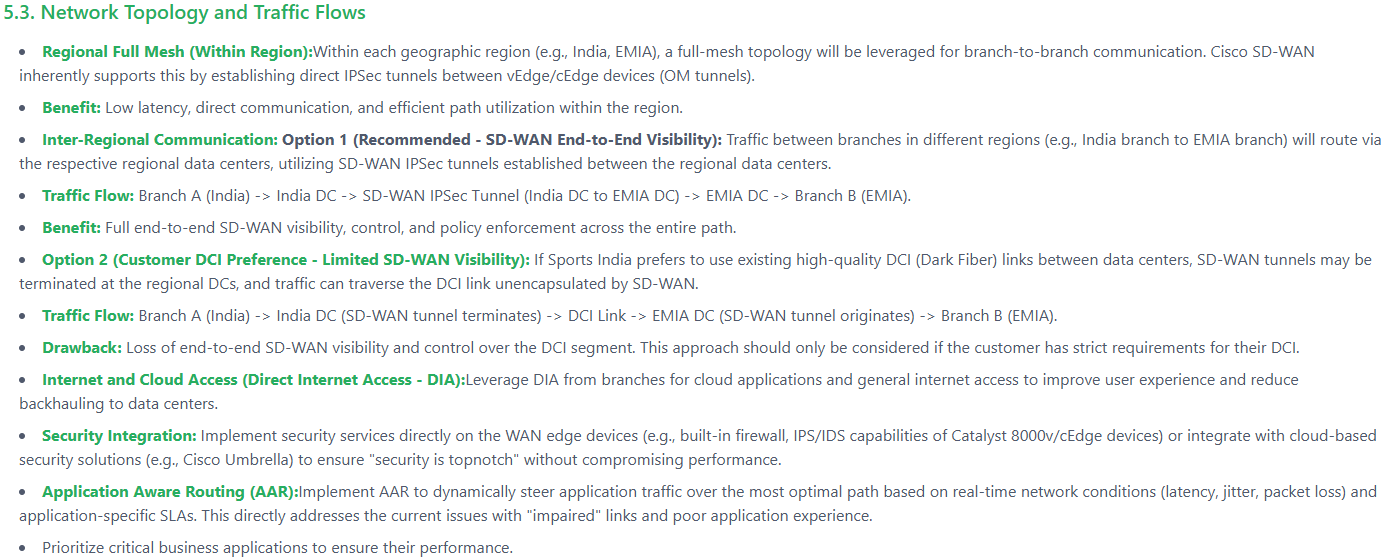 5.3. Network Topology and Traffic Flows
• Regional Full Mesh (Within Region):Within each geographic region (e.g., India, EMIA), a full-mesh topology will be leveraged for branch-to-branch communication. Cisco SD-WAN
inherently supports this by establishing direct IPSec tunnels between vEdge/cEdge devices (OM tunnels).
• Benefit: Low latency, direct communication, and efficient path utilization within the region.
• Inter-Regional Communication: Option 1 (Recommended - SD-WAN End-to-End Visibility): Traffic between branches in different regions (e.g., India branch to EMIA branch) will route via
the respective regional data centers, utilizing SD-WAN IPSec tunnels established between the regional data centers.
• Traffic Flow: Branch A (India) -> India DC -> SD-WAN IPSec Tunnel (India DC to EMIA DC) -> EMIA DC -> Branch B (EMIA).
• Benefit: Full end-to-end SD-WAN visibility, control, and policy enforcement across the entire path.
• Option 2 (Customer DCI Preference - Limited SD-WAN Visibility): If Sports India prefers to use existing high-quality DCI (Dark Fiber) links between data centers, SD-WAN tunnels may be
terminated at the regional DCs, and traffic can traverse the DCI link unencapsulated by SD-WAN.
• Traffic Flow: Branch A (India) -> India DC (SD-WAN tunnel terminates) -> DCI Link -> EMIA DC (SD-WAN tunnel originates) -> Branch B (EMIA).
• Drawback: Loss of end-to-end SD-WAN visibility and control over the DCI segment. This approach should only be considered if the customer has strict requirements for their DCI.
• Internet and Cloud Access (Direct Internet Access - DIA):Leverage DIA from branches for cloud applications and general internet access to improve user experience and reduce
backhauling to data centers.
• Security Integration: Implement security services directly on the WAN edge devices (e.g., built-in firewall, IPS/IDS capabilities of Catalyst 8000v/cEdge devices) or integrate with cloud-based
security solutions (e.g., Cisco Umbrella) to ensure "security is topnotch" without compromising performance.
• Application Aware Routing (AAR):Implement AAR to dynamically steer application traffic over the most optimal path based on real-time network conditions (latency, jitter, packet loss) and
application-specific SLAs. This directly addresses the current issues with "impaired" links and poor application experience.
• Prioritize critical business applications to ensure their performance.